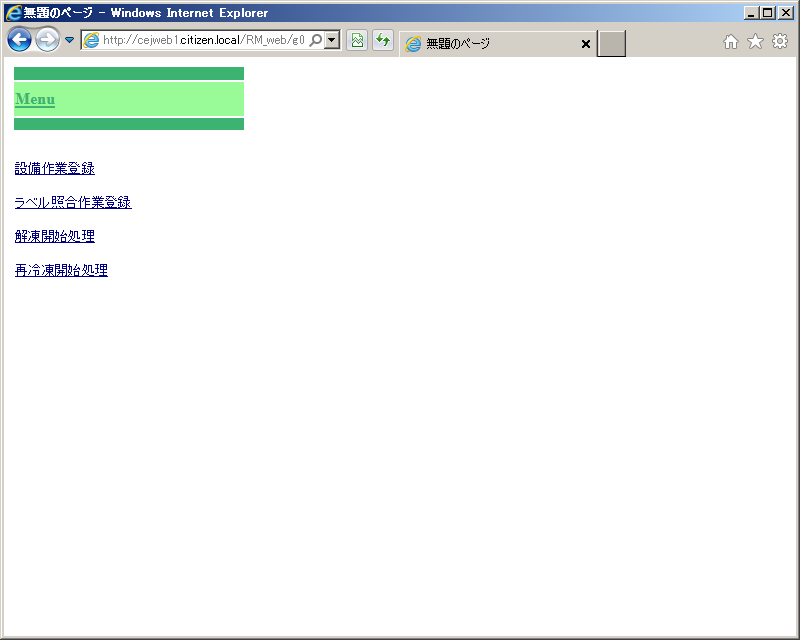 無題のページ - Windows Internet Explorer
http://cejweb1.citizen.local/RM_web/g0
無題のページ
Menu
設備作業登録
ラベル照合作業登録
解凍開始処理
再冷凍開始処理